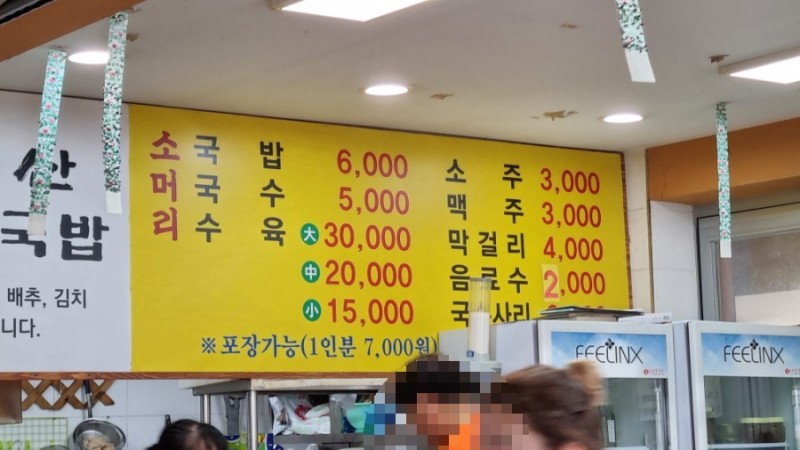 국밥
배추, 김치
니다.
소 국 밥 6,000
머 국 수 5,000
리 수 육 大 30,000
中 20,000
小 15,000
※포장가능(1인분 7,000원)
소 주 3,000
맥 주 3,000
막걸리 4,000
음료수 2,000
FEELINX
FEELINX